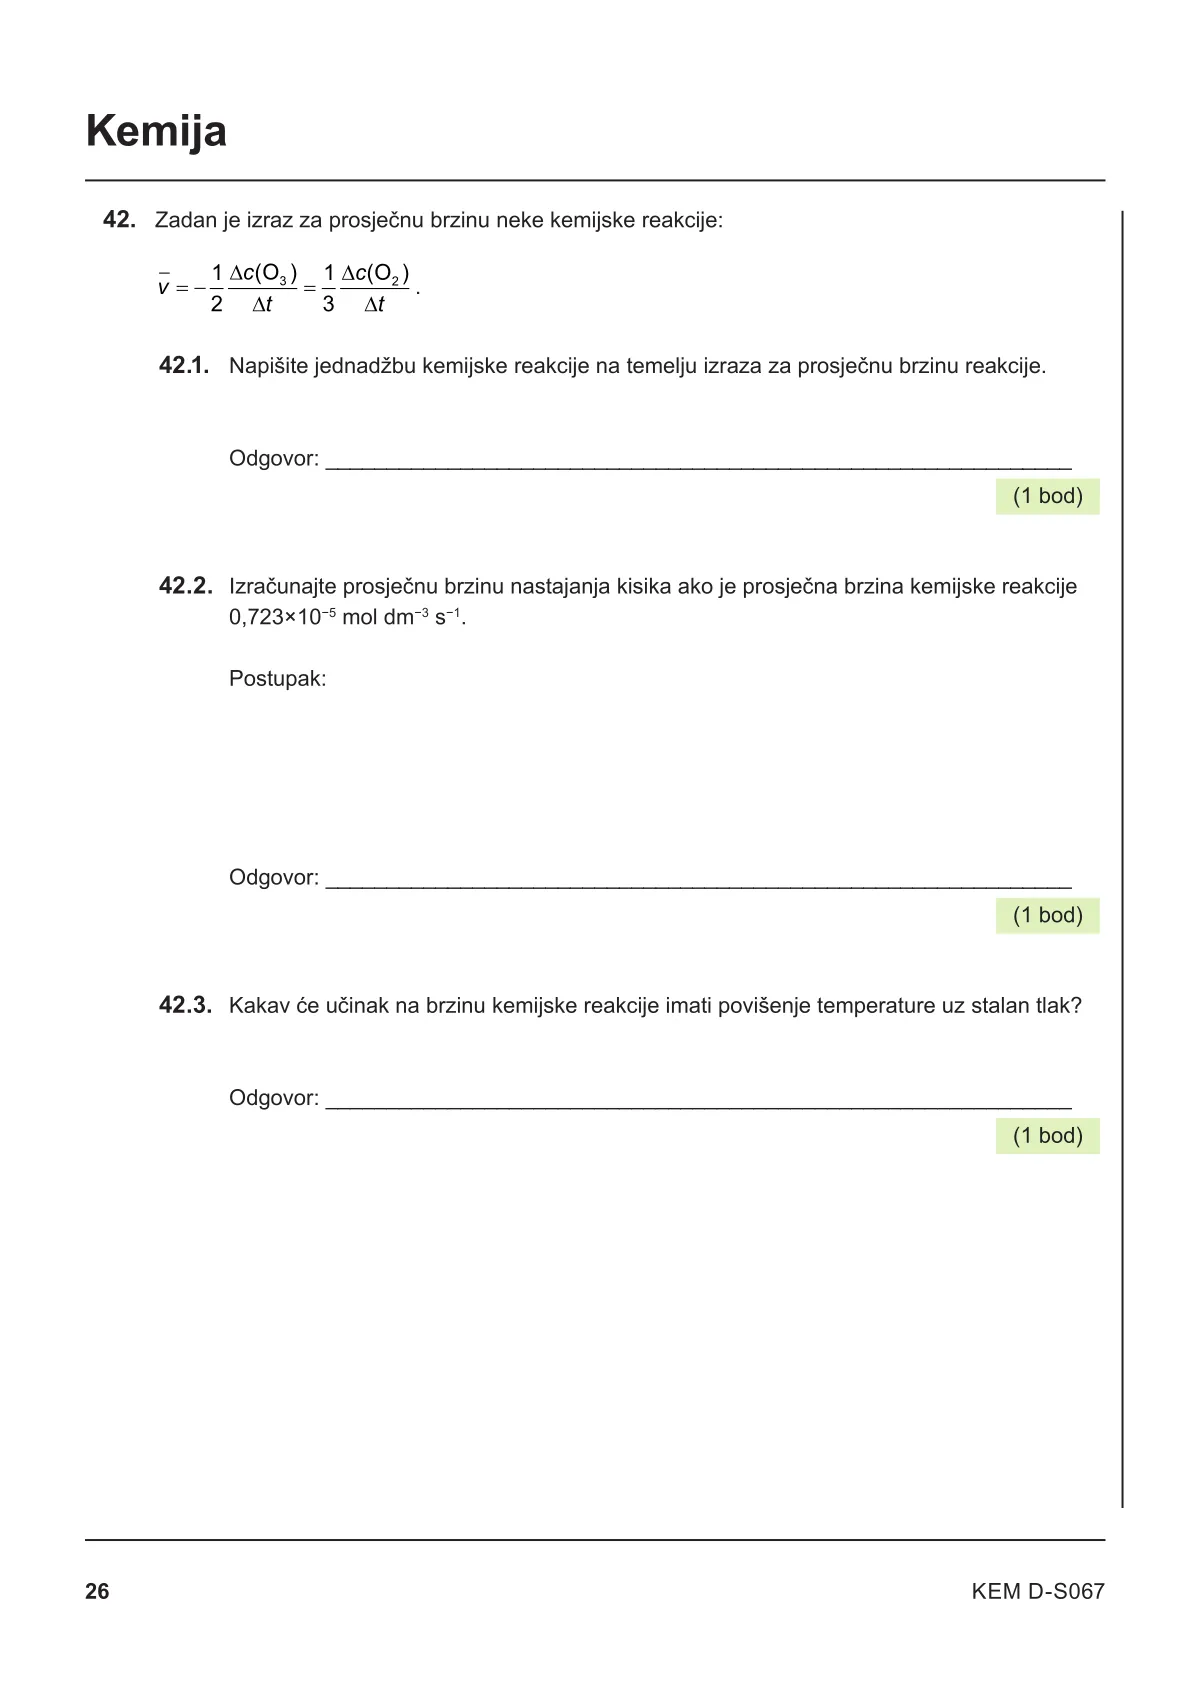 Kemija
42. Zadan je izraz za prosječnu brzinu neke kemijske reakcije:
v̅ = − 1/2 Δc(O₃)/Δt = 1/3 Δc(O₂)/Δt .
42.1. Napišite jednadžbu kemijske reakcije na temelju izraza za prosječnu brzinu reakcije.
Odgovor: _____________________________________________________________
(1 bod)
42.2. Izračunajte prosječnu brzinu nastajanja kisika ako je prosječna brzina kemijske reakcije
0,723×10⁻⁵ mol dm⁻³ s⁻¹.
Postupak:
Odgovor: _____________________________________________________________
(1 bod)
42.3. Kakav će učinak na brzinu kemijske reakcije imati povišenje temperature uz stalan tlak?
Odgovor: _____________________________________________________________
(1 bod)
26
KEM D-S067